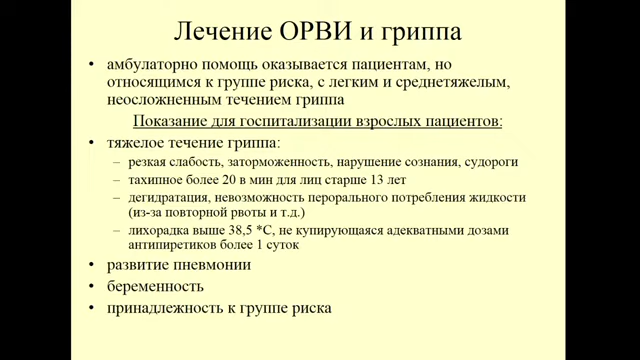 Лечение ОРВИ и гриппа
• амбулаторно помощь оказывается пациентам, но
относящимся к группе риска, с легким и среднетяжелым,
неосложненным течением гриппа
Показание для госпитализации взрослых пациентов:
• тяжелое течение гриппа:
– резкая слабость, заторможенность, нарушение сознания, судороги
– тахипное более 20 в мин для лиц старше 13 лет
– дегидратация, невозможность перорального потребления жидкости
(из-за повторной рвоты и т.д.)
– лихорадка выше 38,5 *С, не купирующаяся адекватными дозами
антипиретиков более 1 суток
• развитие пневмонии
• беременность
• принадлежность к группе риска